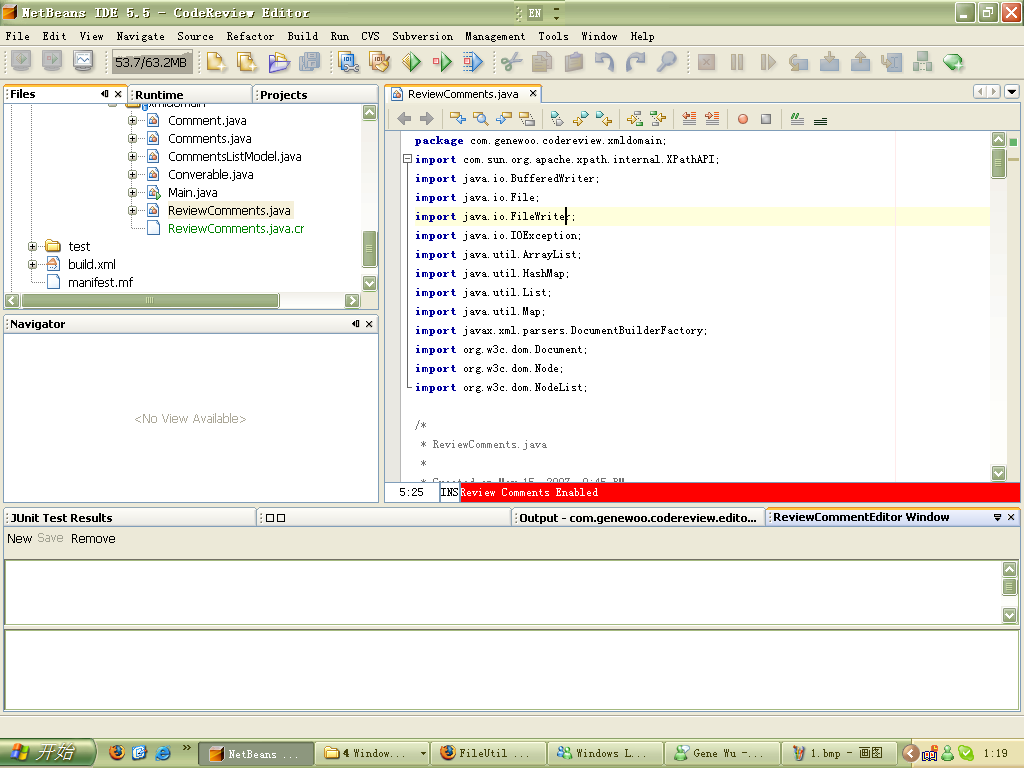 NetBeans IDE 5.5 - CodeReview Editor
EN
File Edit View Navigate Source Refactor Build Run CVS Subversion Management Tools Window Help
53.7/63.2MB
Files Runtime Projects
ReviewComments.java
xmldomain
Comment.java
Comments.java
CommentsListModel.java
Converable.java
Main.java
ReviewComments.java
ReviewComments.java.cr
test
build.xml
manifest.mf
Navigator
<No View Available>
package com.genewoo.codereview.xmldomain;
import com.sun.org.apache.xpath.internal.XPathAPI;
import java.io.BufferedWriter;
import java.io.File;
import java.io.FileWriter;
import java.io.IOException;
import java.util.ArrayList;
import java.util.HashMap;
import java.util.List;
import java.util.Map;
import javax.xml.parsers.DocumentBuilderFactory;
import org.w3c.dom.Document;
import org.w3c.dom.Node;
import org.w3c.dom.NodeList;
/*
* ReviewComments.java
*
5:25 INS Review Comments Enabled
JUnit Test Results
Output - com.genewoo.codereview.edito...
ReviewCommentEditor Window
New Save Remove
开始
NetBeans ...
4 Window...
FileUtil ...
Windows L...
Gene Wu -...
1.bmp - 画图
1:19